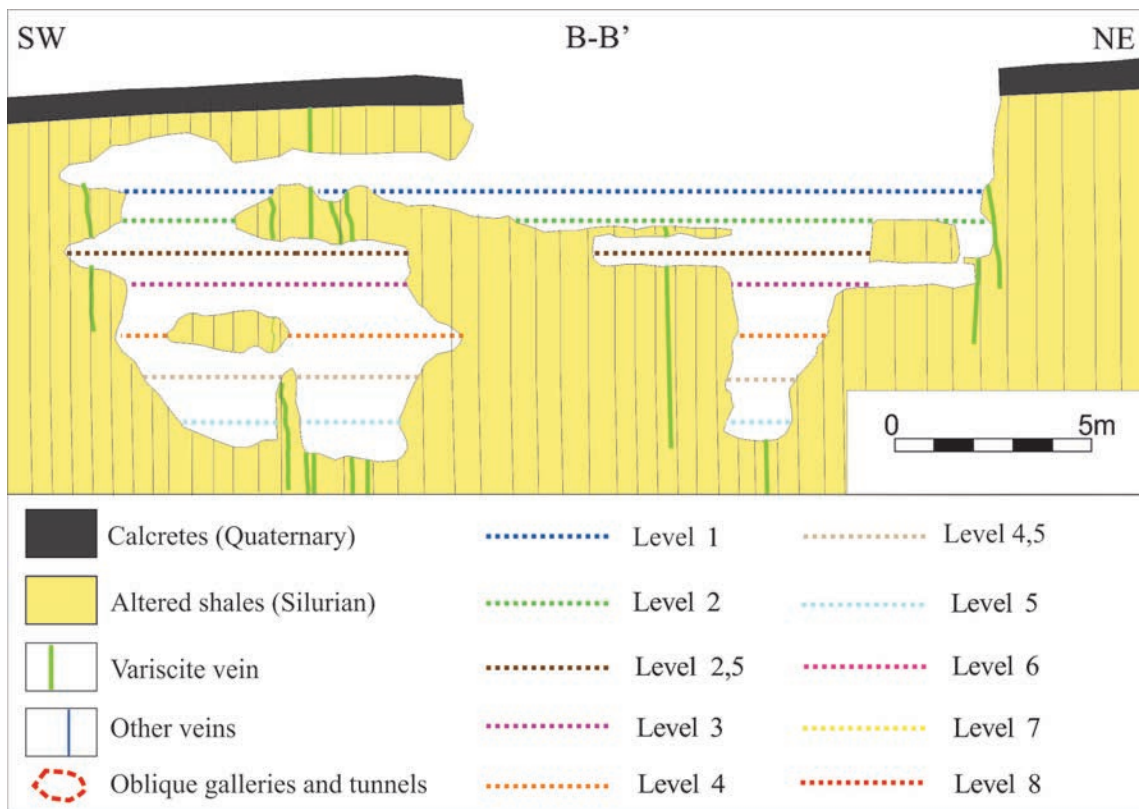 SW B-B' NE
0 5m
Calcretes (Quaternary)
Altered shales (Silurian)
Variscite vein
Other veins
Oblique galleries and tunnels
Level 1
Level 2
Level 2,5
Level 3
Level 4
Level 4,5
Level 5
Level 6
Level 7
Level 8